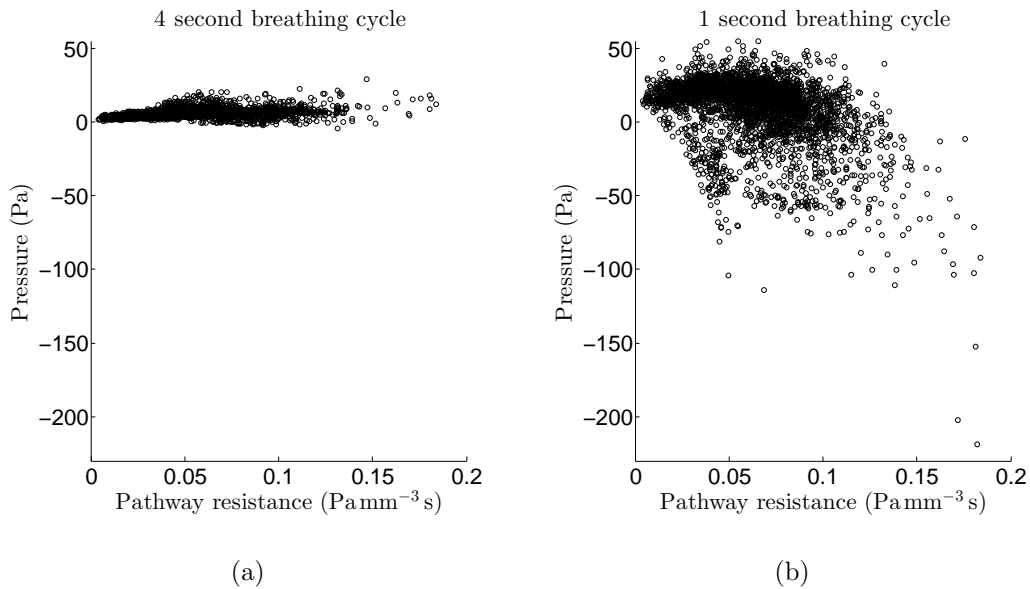 4 second breathing cycle
50
0
−50
−100
−150
−200
Pressure (Pa)
0
0.05
0.1
0.15
0.2
Pathway resistance (Pa mm⁻³ s)
(a)
1 second breathing cycle
50
0
−50
−100
−150
−200
Pressure (Pa)
0
0.05
0.1
0.15
0.2
Pathway resistance (Pa mm⁻³ s)
(b)